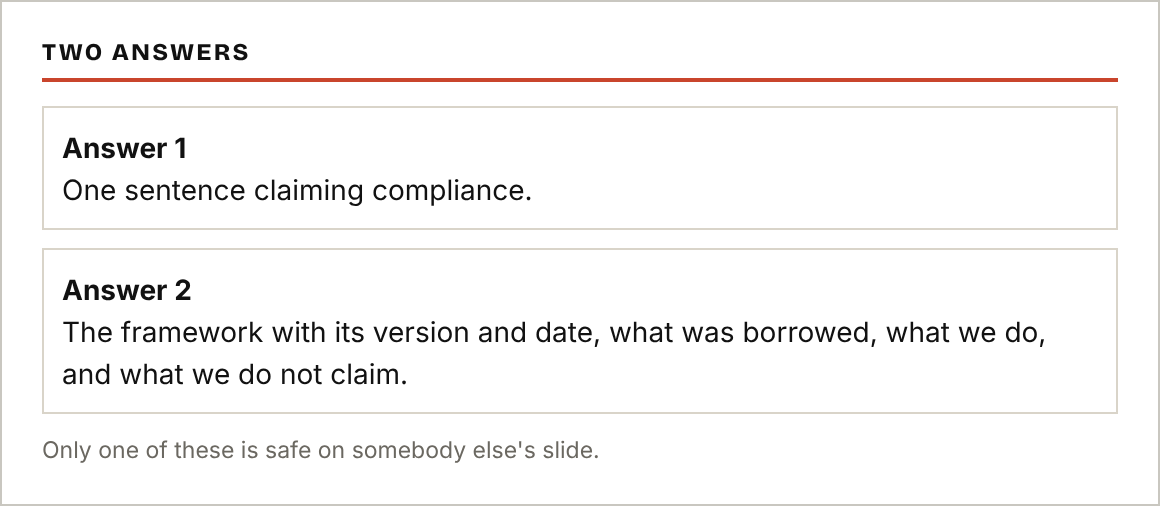 TWO ANSWERS
Answer 1
One sentence claiming compliance.
Answer 2
The framework with its version and date, what was borrowed, what we do,
and what we do not claim.
Only one of these is safe on somebody else's slide.